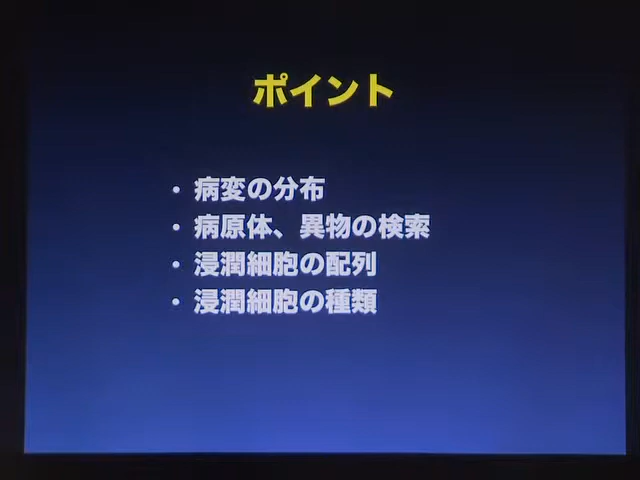 ポイント
・病変の分布
・病原体、異物の検索
・浸潤細胞の配列
・浸潤細胞の種類